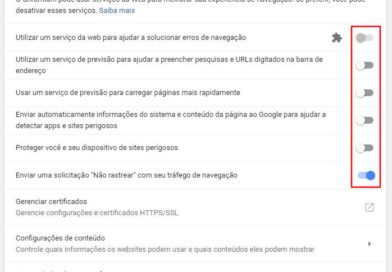 O Chromium pode usar serviços da Web para melhorar sua experiência de navegação. Se preferir, você pode
desativar esses serviços. Saiba mais
Utilizar um serviço da web para ajudar a solucionar erros de navegação
Utilizar um serviço de previsão para ajudar a preencher pesquisas e URLs digitados na barra de
endereço
Usar um serviço de previsão para carregar páginas mais rapidamente
Enviar automaticamente informações do sistema e conteúdo da página ao Google para ajudar a
detectar apps e sites perigosos
Proteger você e seu dispositivo de sites perigosos
Enviar uma solicitação "Não rastrear" com seu tráfego de navegação
Gerenciar certificados
Gerencie configurações e certificados HTTPS/SSL
Configurações de conteúdo
Controle quais informações os websites podem usar e quais conteúdos eles podem mostrar